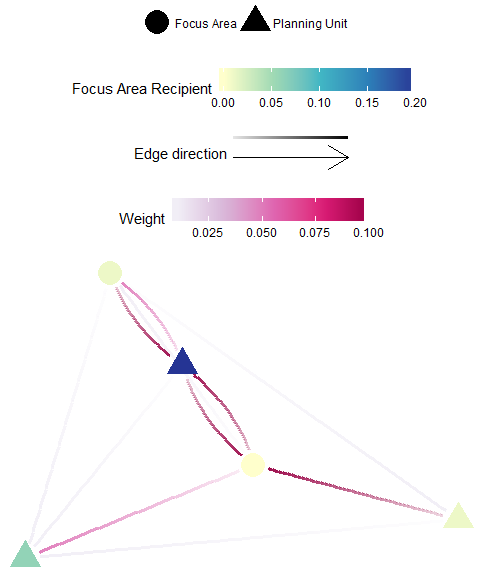 Focus Area Planning Unit
Focus Area Recipient
0.00 0.05 0.10 0.15 0.20
Edge direction
Weight
0.025 0.050 0.075 0.100